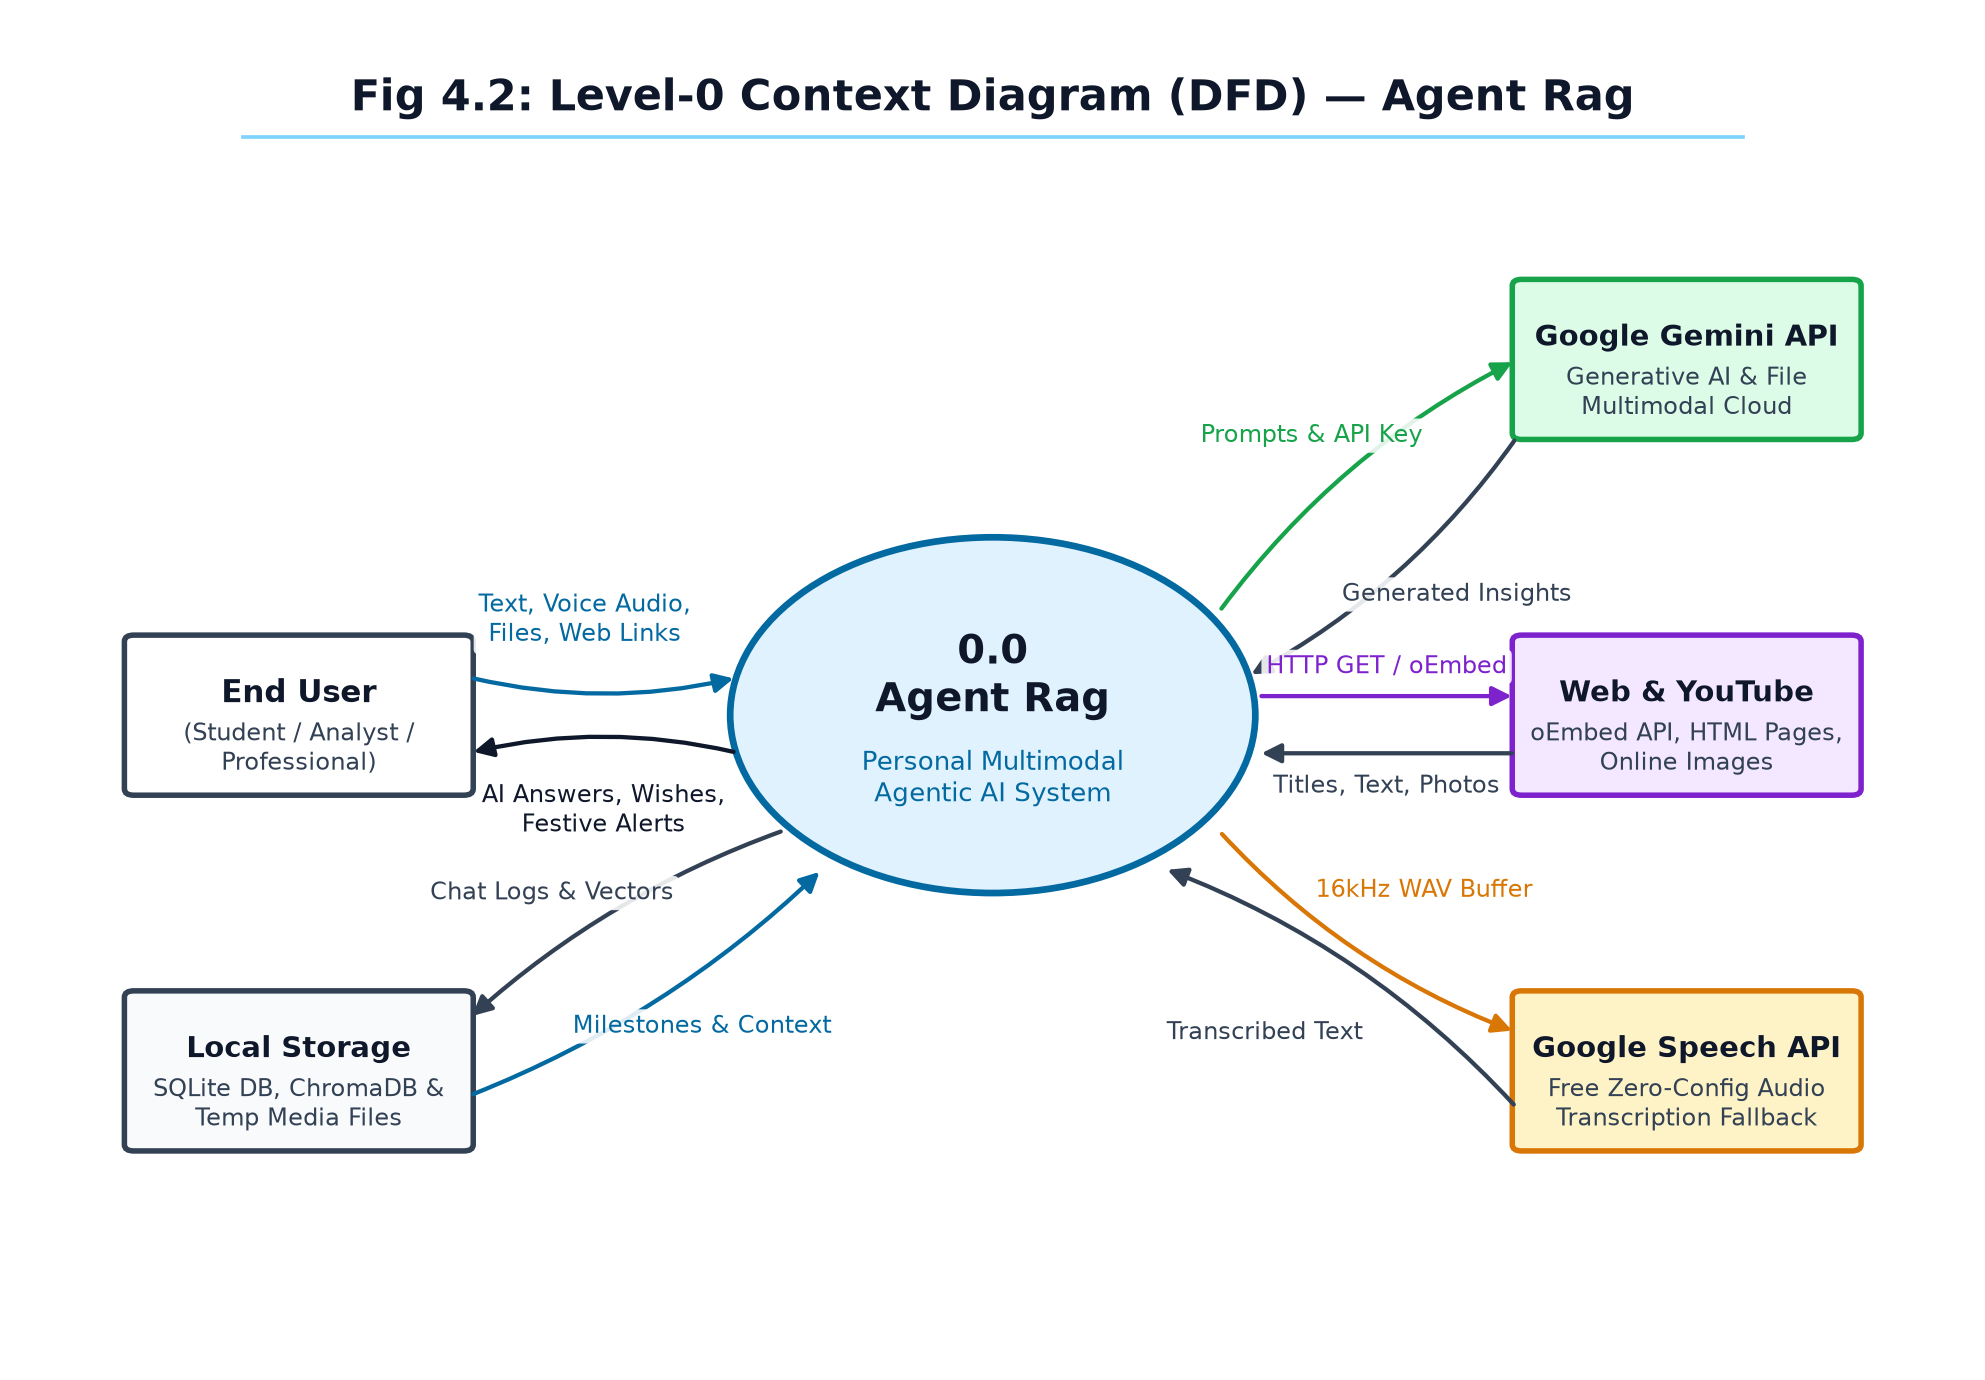 Fig 4.2: Level-0 Context Diagram (DFD) — Agent Rag
Google Gemini API
Generative AI & File
Multimodal Cloud
Prompts & API Key
Generated Insights
Text, Voice Audio,
Files, Web Links
End User
(Student / Analyst /
Professional)
AI Answers, Wishes,
Festive Alerts
0.0
Agent Rag
Personal Multimodal
Agentic AI System
HTTP GET / oEmbed
Web & YouTube
oEmbed API, HTML Pages,
Online Images
Titles, Text, Photos
Chat Logs & Vectors
16kHz WAV Buffer
Milestones & Context
Transcribed Text
Local Storage
SQLite DB, ChromaDB &
Temp Media Files
Google Speech API
Free Zero-Config Audio
Transcription Fallback